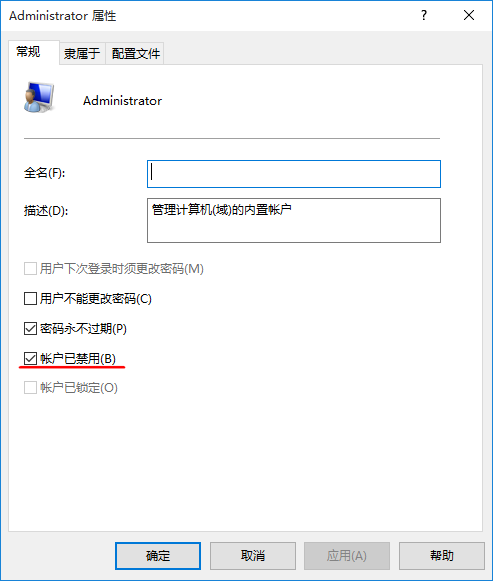 Administrator 属性
?
常规 隶属于 配置文件
Administrator
全名(F):
描述(D): 管理计算机(域)的内置帐户
用户下次登录时须更改密码(M)
用户不能更改密码(C)
密码永不过期(P)
帐户已禁用(B)
帐户已锁定(O)
确定 取消 应用(A) 帮助